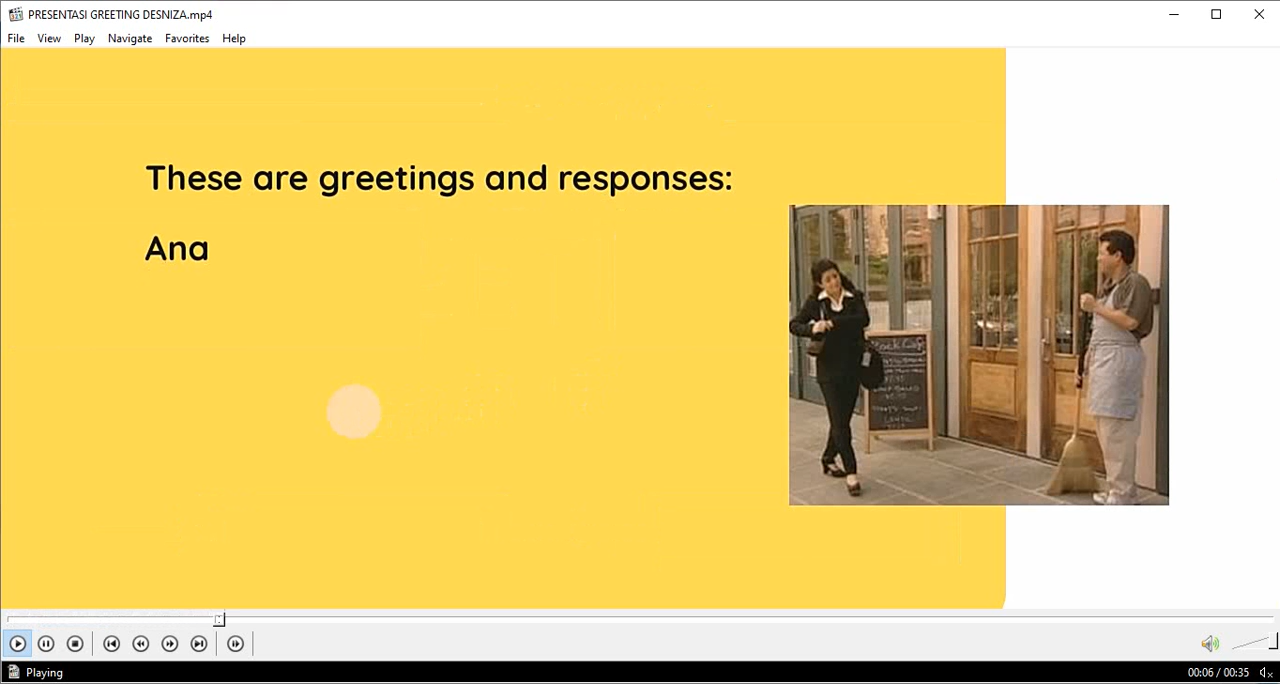 PRESENTASI GREETING DESNIZA.mp4
File View Play Navigate Favorites Help
These are greetings and responses:
Ana
Playing
00:06 / 00:35